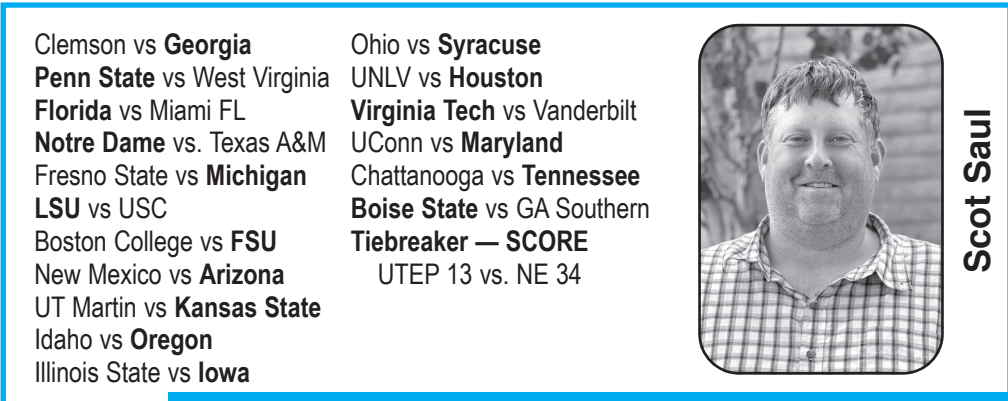 Clemson vs Georgia
Penn State vs West Virginia
Florida vs Miami FL
Notre Dame vs. Texas A&M
Fresno State vs Michigan
LSU vs USC
Boston College vs FSU
New Mexico vs Arizona
UT Martin vs Kansas State
Idaho vs Oregon
Illinois State vs Iowa
Ohio vs Syracuse
UNLV vs Houston
Virginia Tech vs Vanderbilt
UConn vs Maryland
Chattanooga vs Tennessee
Boise State vs GA Southern
Tiebreaker — SCORE
UTEP 13 vs. NE 34
Scot Saul